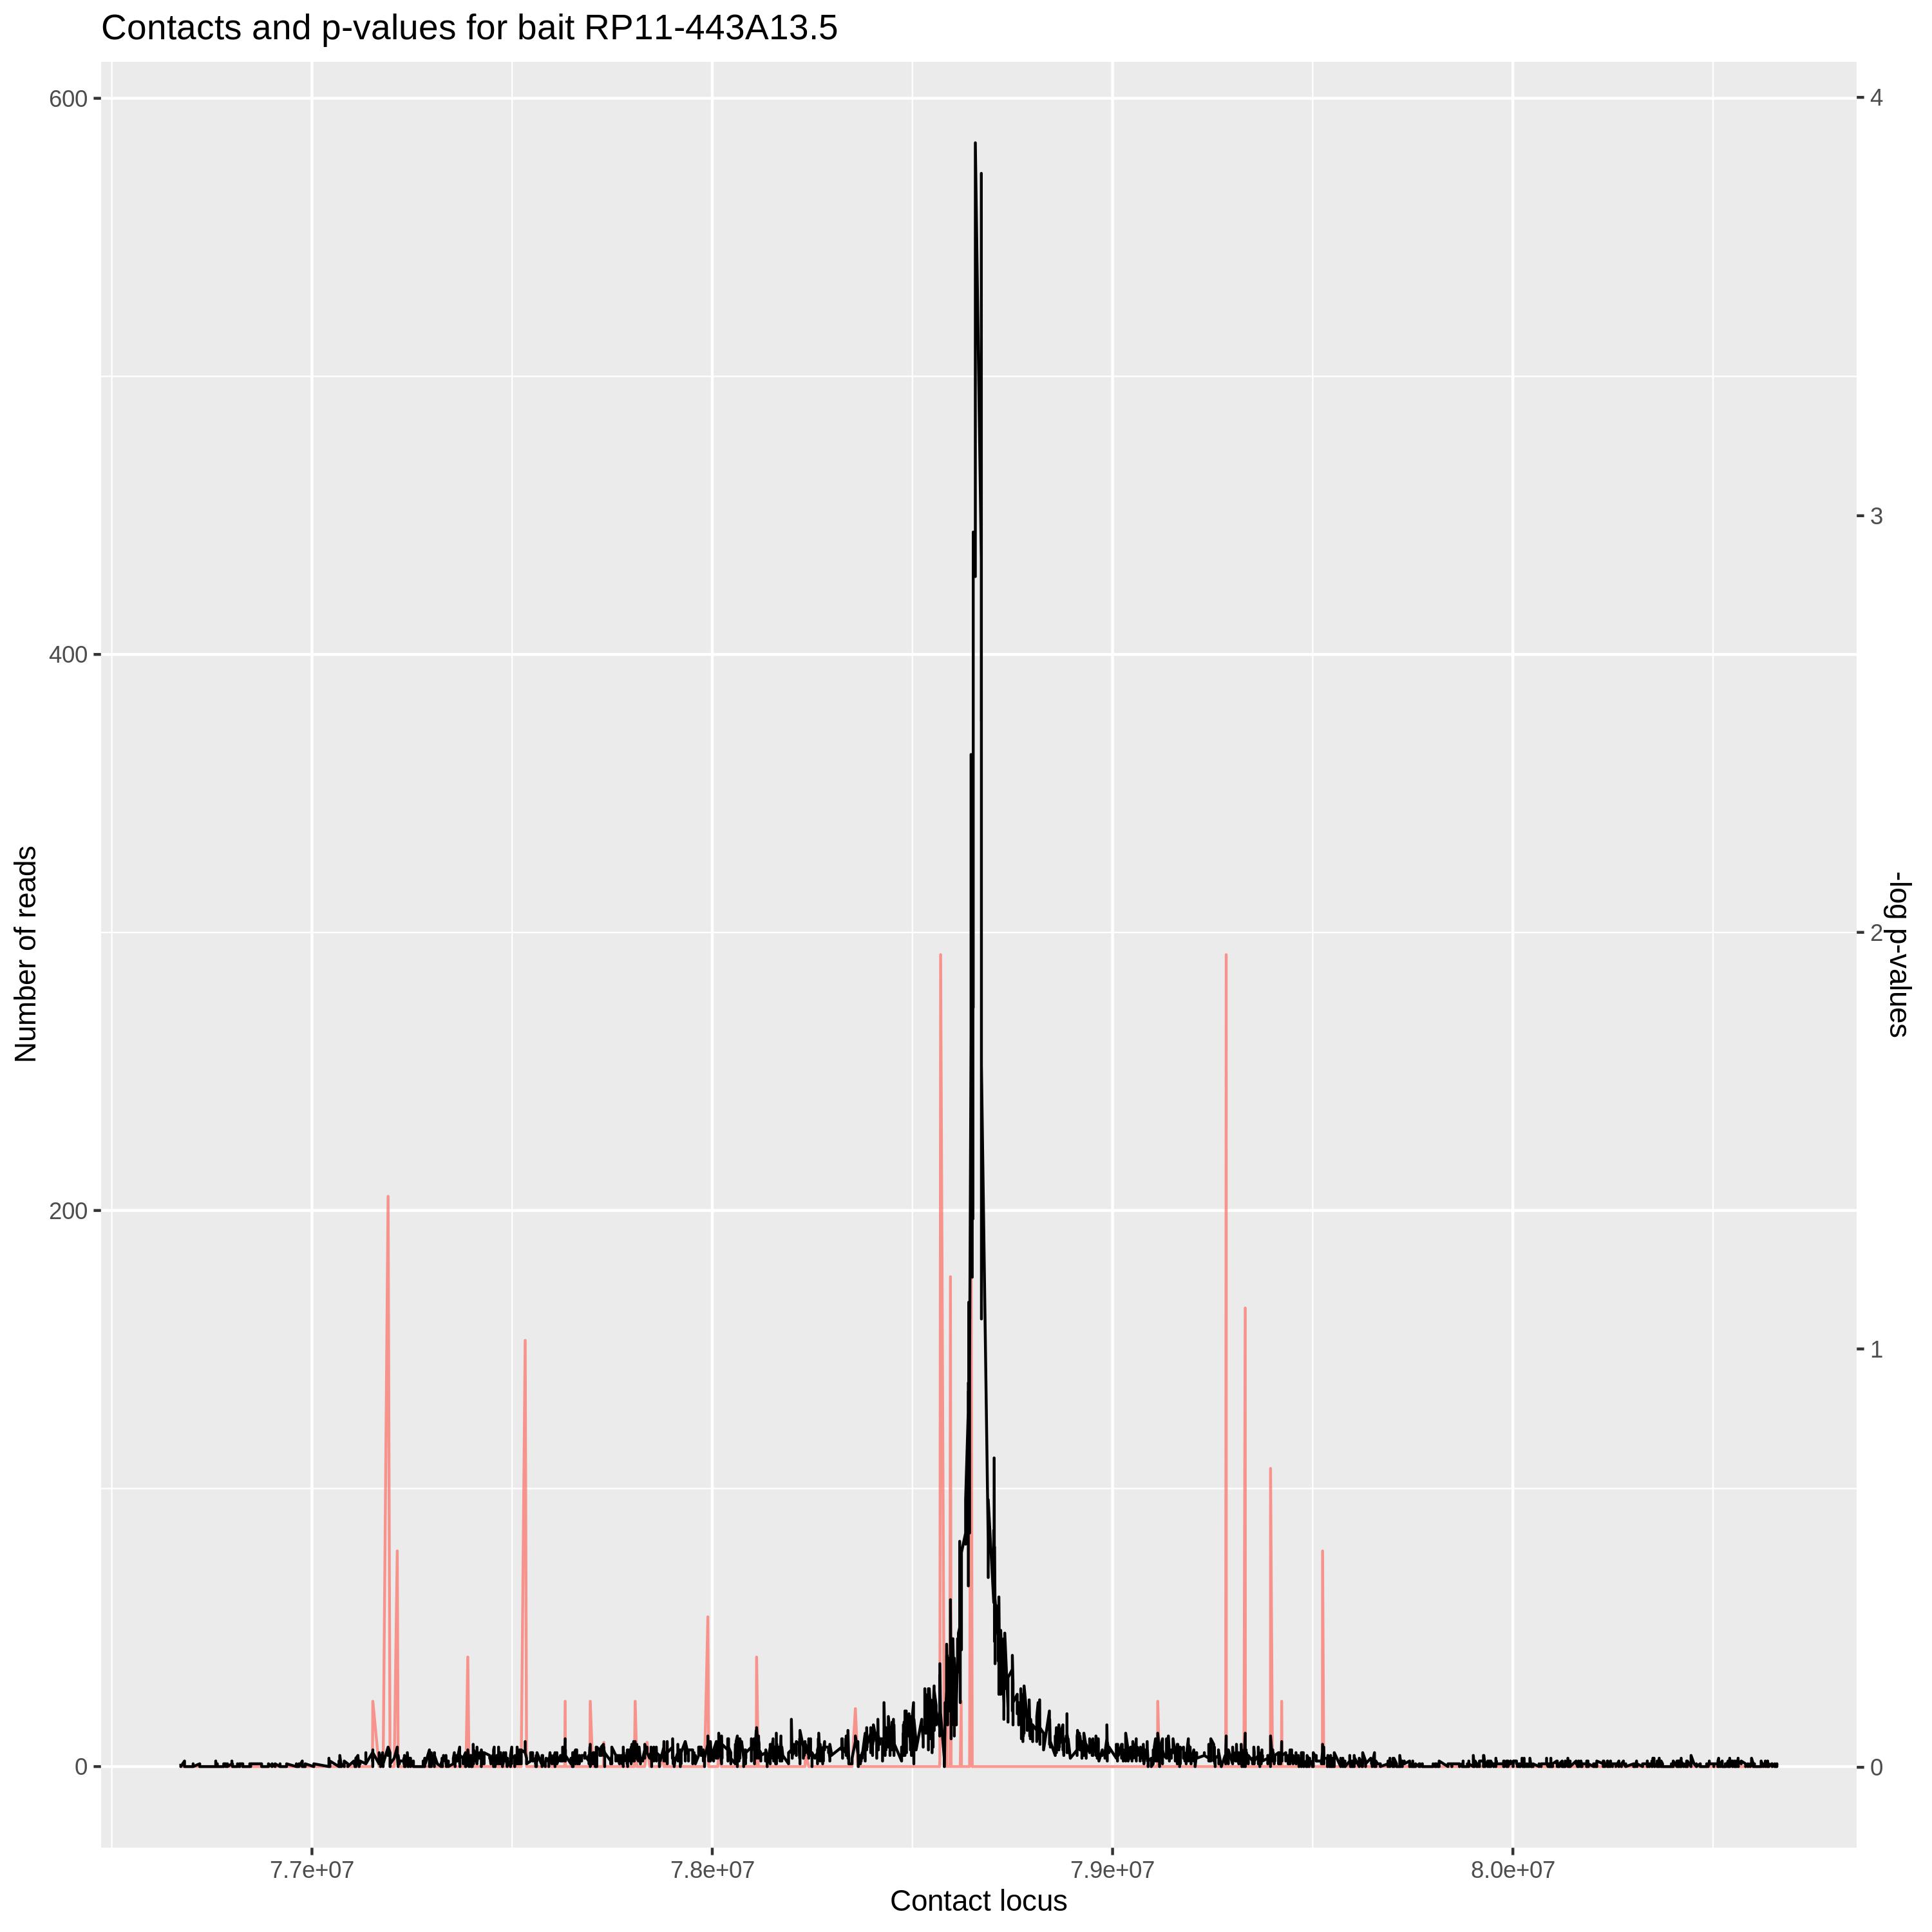 Contacts and p-values for bait RP11-443A13.5
600
400
200
0
Number of reads
4
3
2
1
0
-log p-values
7.7e+07
7.8e+07
7.9e+07
8.0e+07
Contact locus